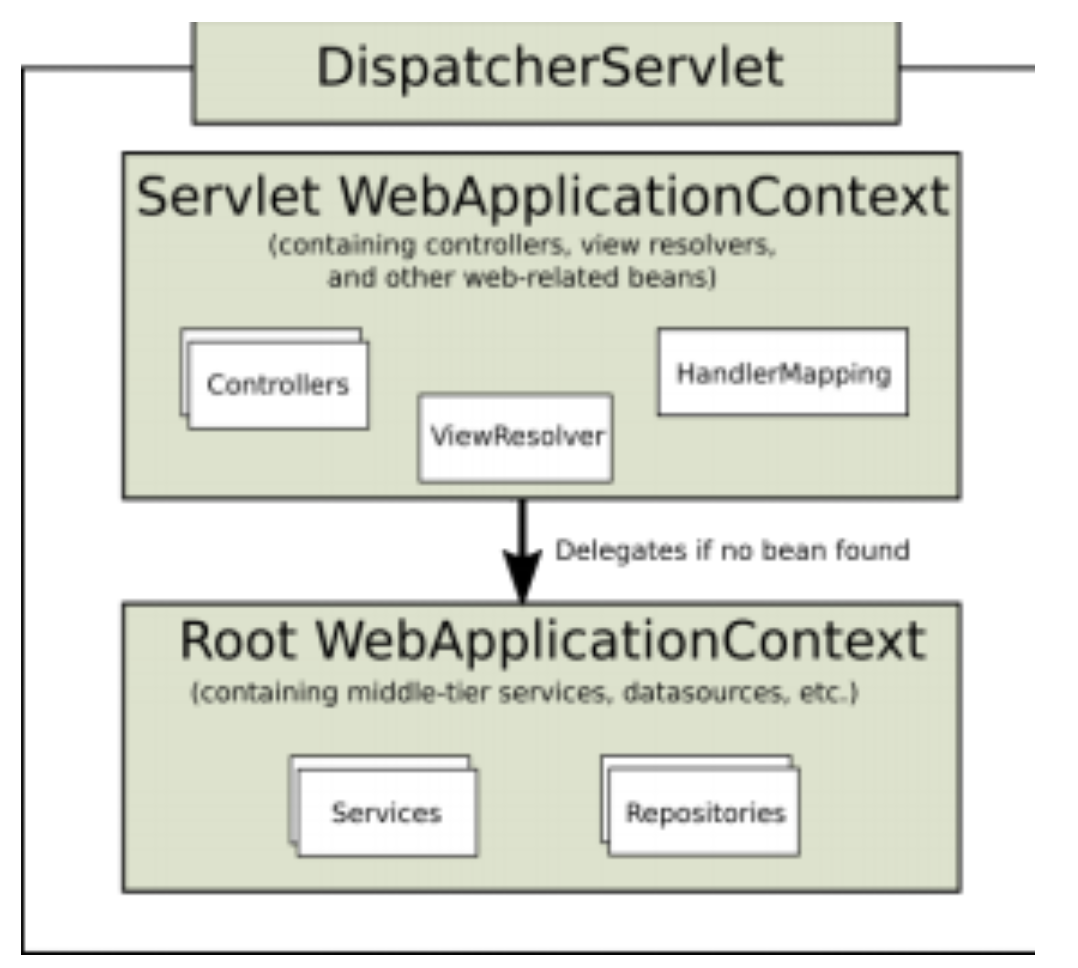 DispatcherServlet
Servlet WebApplicationContext
(containing controllers, view resolvers,
and other web-related beans)
Controllers
HandlerMapping
ViewResolver
Delegates if no bean found
Root WebApplicationContext
(containing middle-tier services, datasources, etc.)
Services
Repositories